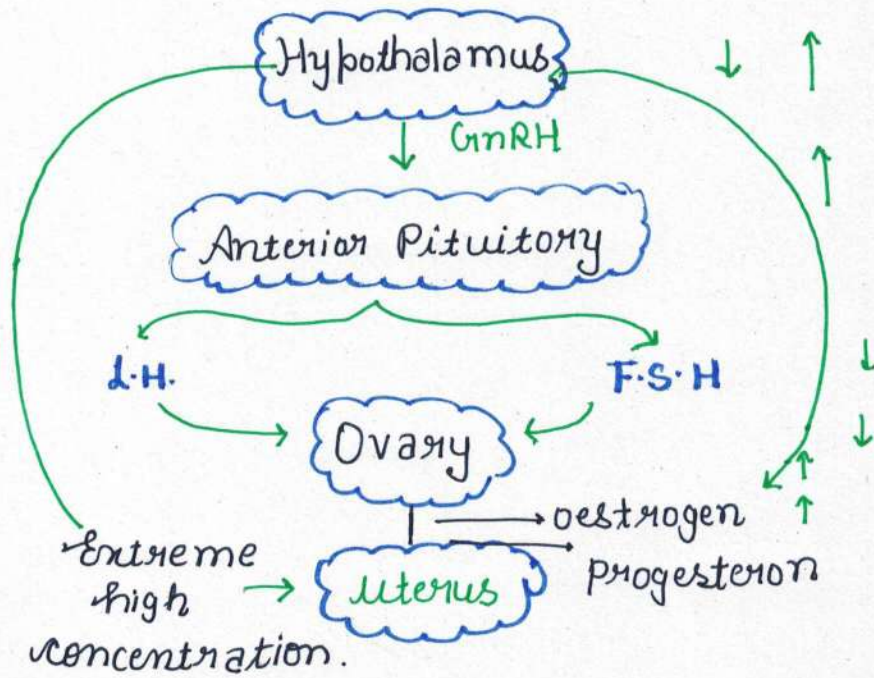 Hypothalamus
GnRH
Anterior Pituitory
L.H.
F.S.H
Ovary
oestrogen
progesteron
Uterus
Extreme
high
concentration.